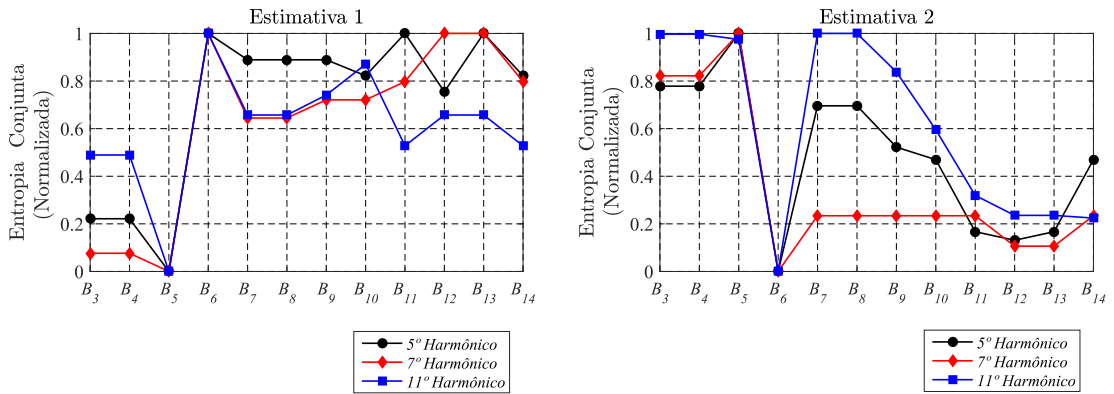 Estimativa 1
Entropia Conjunta
(Normalizada)
1
0.8
0.6
0.4
0.2
0
B3 B4 B5 B6 B7 B8 B9 B10 B11 B12 B13 B14
5º Harmônico
7º Harmônico
11º Harmônico
Estimativa 2
Entropia Conjunta
(Normalizada)
1
0.8
0.6
0.4
0.2
0
B3 B4 B5 B6 B7 B8 B9 B10 B11 B12 B13 B14
5º Harmônico
7º Harmônico
11º Harmônico